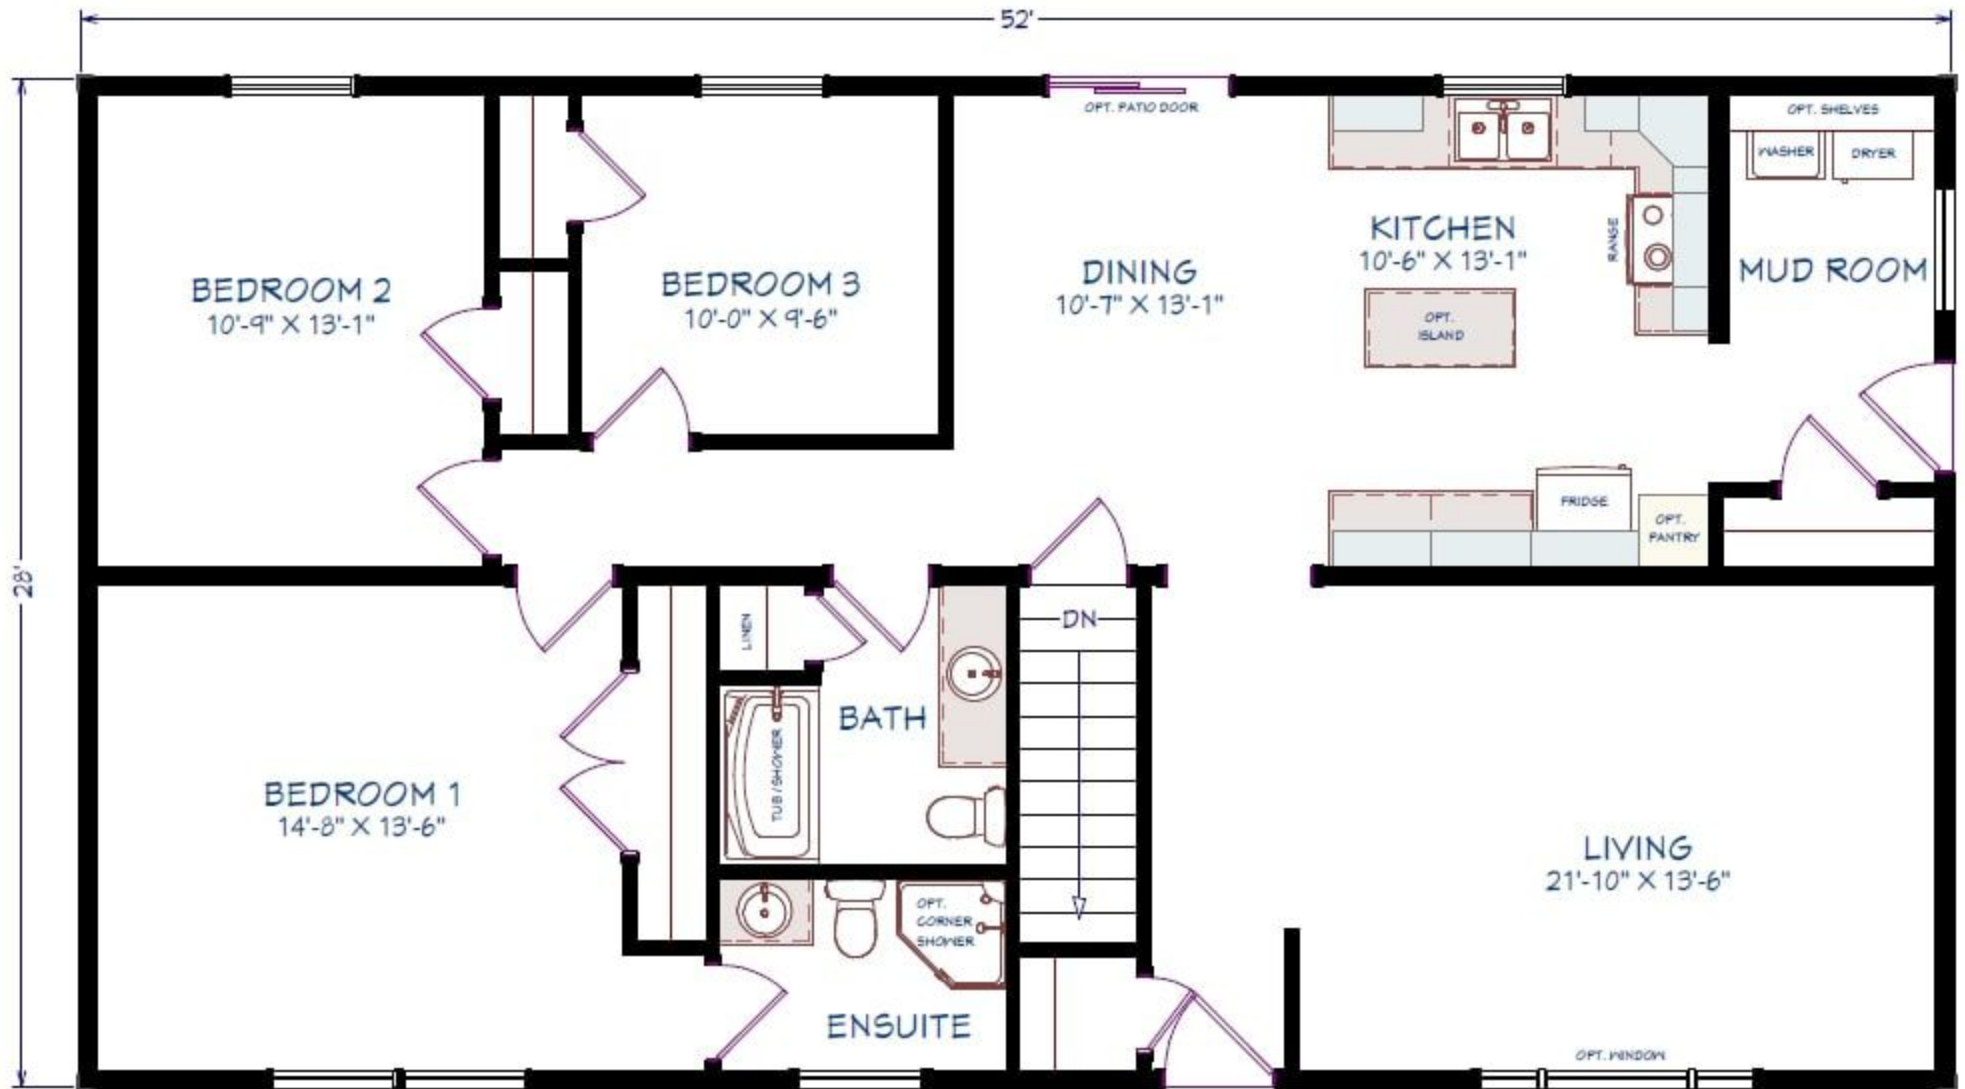 52'
28'
OPT. PATIO DOOR
OPT. SHELVES
WASHER
DRYER
BEDROOM 2
10'-9" X 13'-1"
BEDROOM 3
10'-0" X 9'-6"
DINING
10'-7" X 13'-1"
KITCHEN
10'-6" X 13'-1"
RANGE
MUD ROOM
OPT.
ISLAND
FRIDGE
OPT.
PANTRY
DN
LINEN
BATH
TUB / SHOWER
BEDROOM 1
14'-8" X 13'-6"
LIVING
21'-10" X 13'-6"
OPT.
CORNER
SHOWER
ENSUITE
OPT. WINDOW